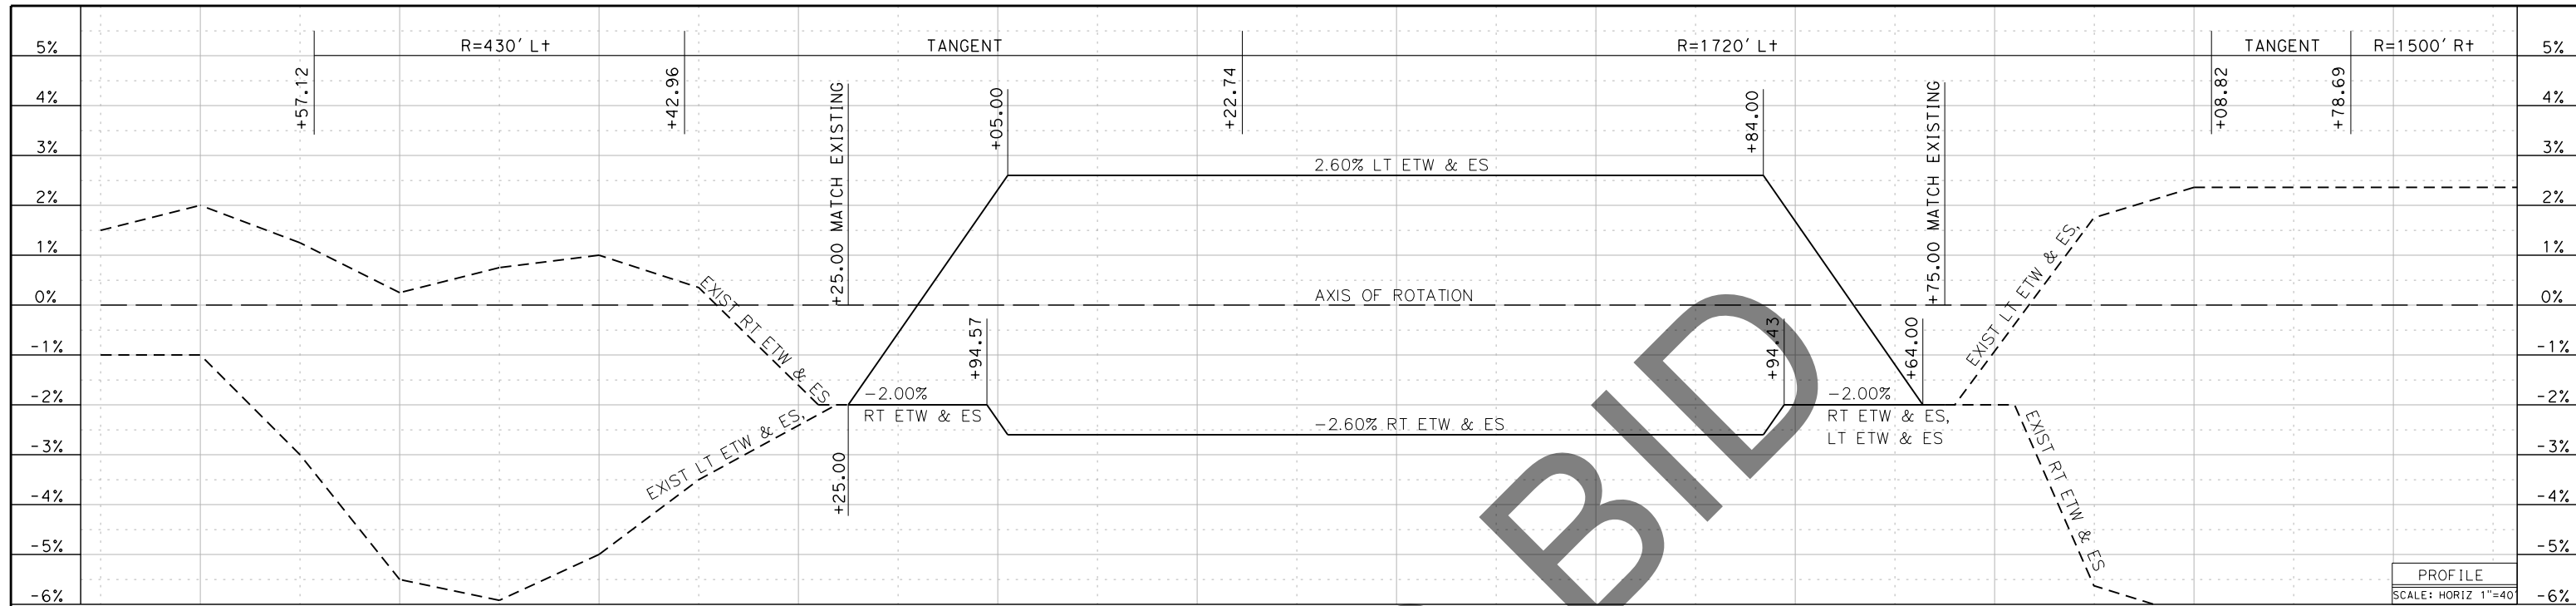 R=430' Lt
TANGENT
R=1720' Lt
TANGENT
R=1500' Rt
+57.12
+42.96
+25.00 MATCH EXISTING
+05.00
+22.74
+84.00
+75.00 MATCH EXISTING
+08.82
+78.69
5%
4%
3%
2%
1%
0%
-1%
-2%
-3%
-4%
-5%
-6%
2.60% LT ETW & ES
AXIS OF ROTATION
EXIST RT ETW & ES
EXIST LT ETW & ES,
-2.00%
RT ETW & ES
+25.00
+94.57
-2.60% RT ETW & ES
+94.43
+64.00
-2.00%
RT ETW & ES,
LT ETW & ES
EXIST LT ETW & ES,
EXIST RT ETW & ES
BID
5%
4%
3%
2%
1%
0%
-1%
-2%
-3%
-4%
-5%
-6%
PROFILE
SCALE: HORIZ 1"=40'